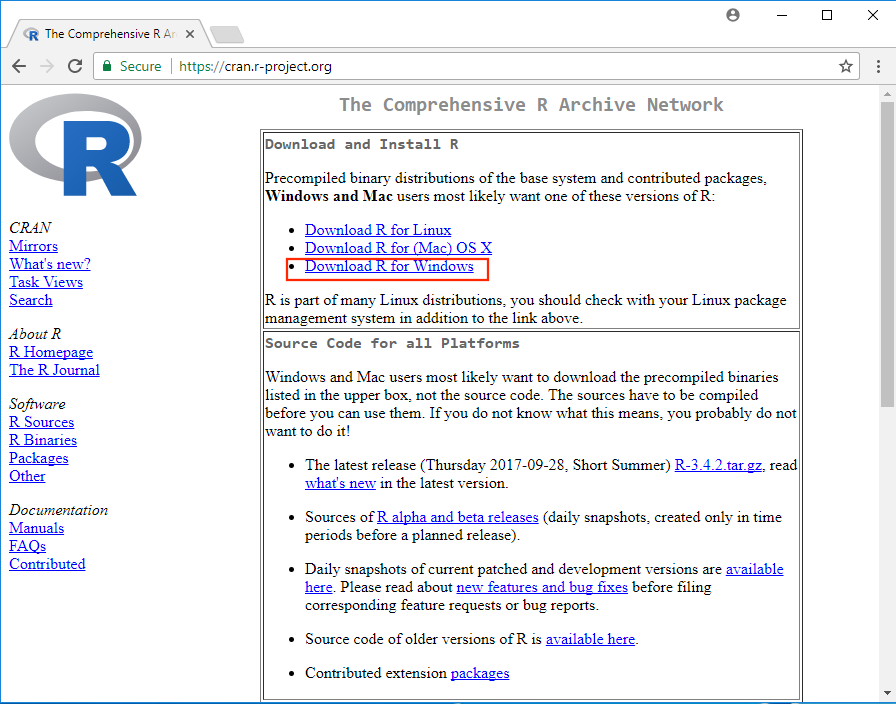 The Comprehensive R Ar
Secure
https://cran.r-project.org
R
CRAN
Mirrors
What's new?
Task Views
Search
About R
R Homepage
The R Journal
Software
R Sources
R Binaries
Packages
Other
Documentation
Manuals
FAQs
Contributed
The Comprehensive R Archive Network
Download and Install R
Precompiled binary distributions of the base system and contributed packages,
Windows and Mac users most likely want one of these versions of R:
Download R for Linux
Download R for (Mac) OS X
Download R for Windows
R is part of many Linux distributions, you should check with your Linux package
management system in addition to the link above.
Source Code for all Platforms
Windows and Mac users most likely want to download the precompiled binaries
listed in the upper box, not the source code. The sources have to be compiled
before you can use them. If you do not know what this means, you probably do not
want to do it!
The latest release (Thursday 2017-09-28, Short Summer) R-3.4.2.tar.gz, read
what's new in the latest version.
Sources of R alpha and beta releases (daily snapshots, created only in time
periods before a planned release).
Daily snapshots of current patched and development versions are available
here. Please read about new features and bug fixes before filing
corresponding feature requests or bug reports.
Source code of older versions of R is available here.
Contributed extension packages